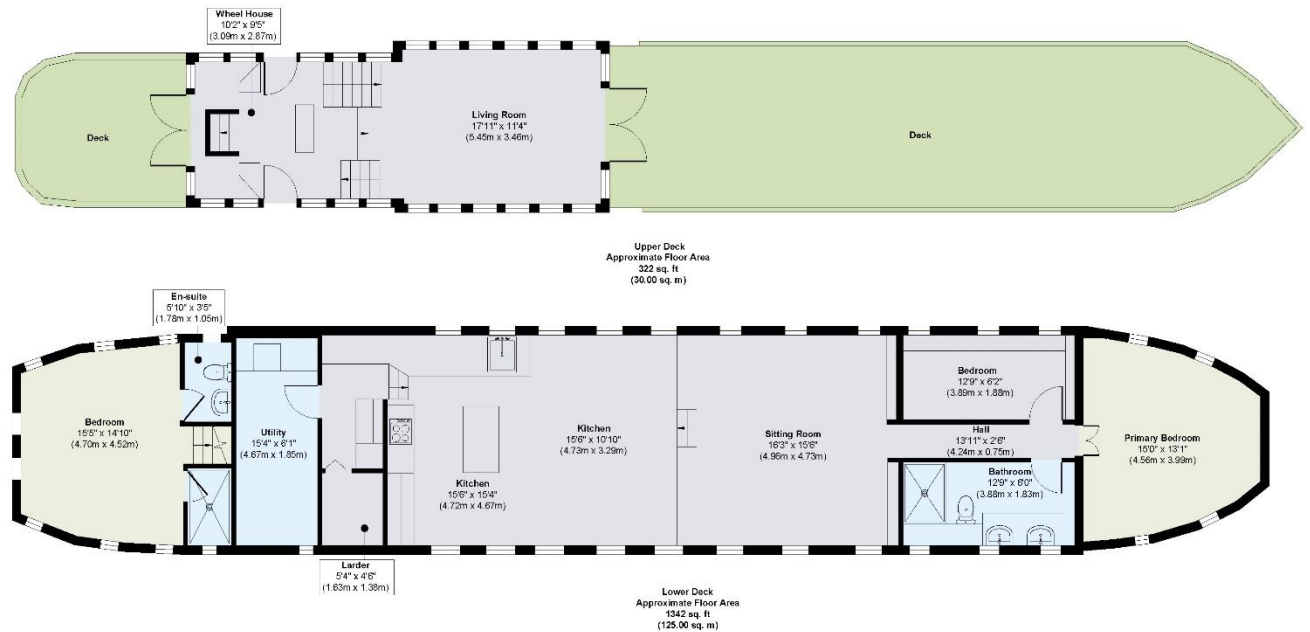 Wheel House
10'2" x 9'5"
(3.09m x 2.87m)
Deck
Living Room
17'11" x 11'4"
(5.45m x 3.46m)
Deck
Upper Deck
Approximate Floor Area
322 sq. ft
(30.00 sq. m)
En-suite
5'10" x 3'5"
(1.78m x 1.05m)
Bedroom
15'5" x 14'10"
(4.70m x 4.52m)
Utility
15'4" x 6'1"
(4.67m x 1.85m)
Kitchen
15'6" x 15'4"
(4.72m x 4.67m)
Kitchen
15'6" x 10'10"
(4.73m x 3.29m)
Sitting Room
16'3" x 15'6"
(4.96m x 4.73m)
Bedroom
12'9" x 6'2"
(3.89m x 1.88m)
Hall
13'11" x 2'6"
(4.24m x 0.75m)
Bathroom
12'9" x 6'0"
(3.88m x 1.83m)
Primary Bedroom
15'0" x 13'1"
(4.56m x 3.99m)
Larder
5'4" x 4'6"
(1.63m x 1.38m)
Lower Deck
Approximate Floor Area
1342 sq. ft
(125.00 sq. m)